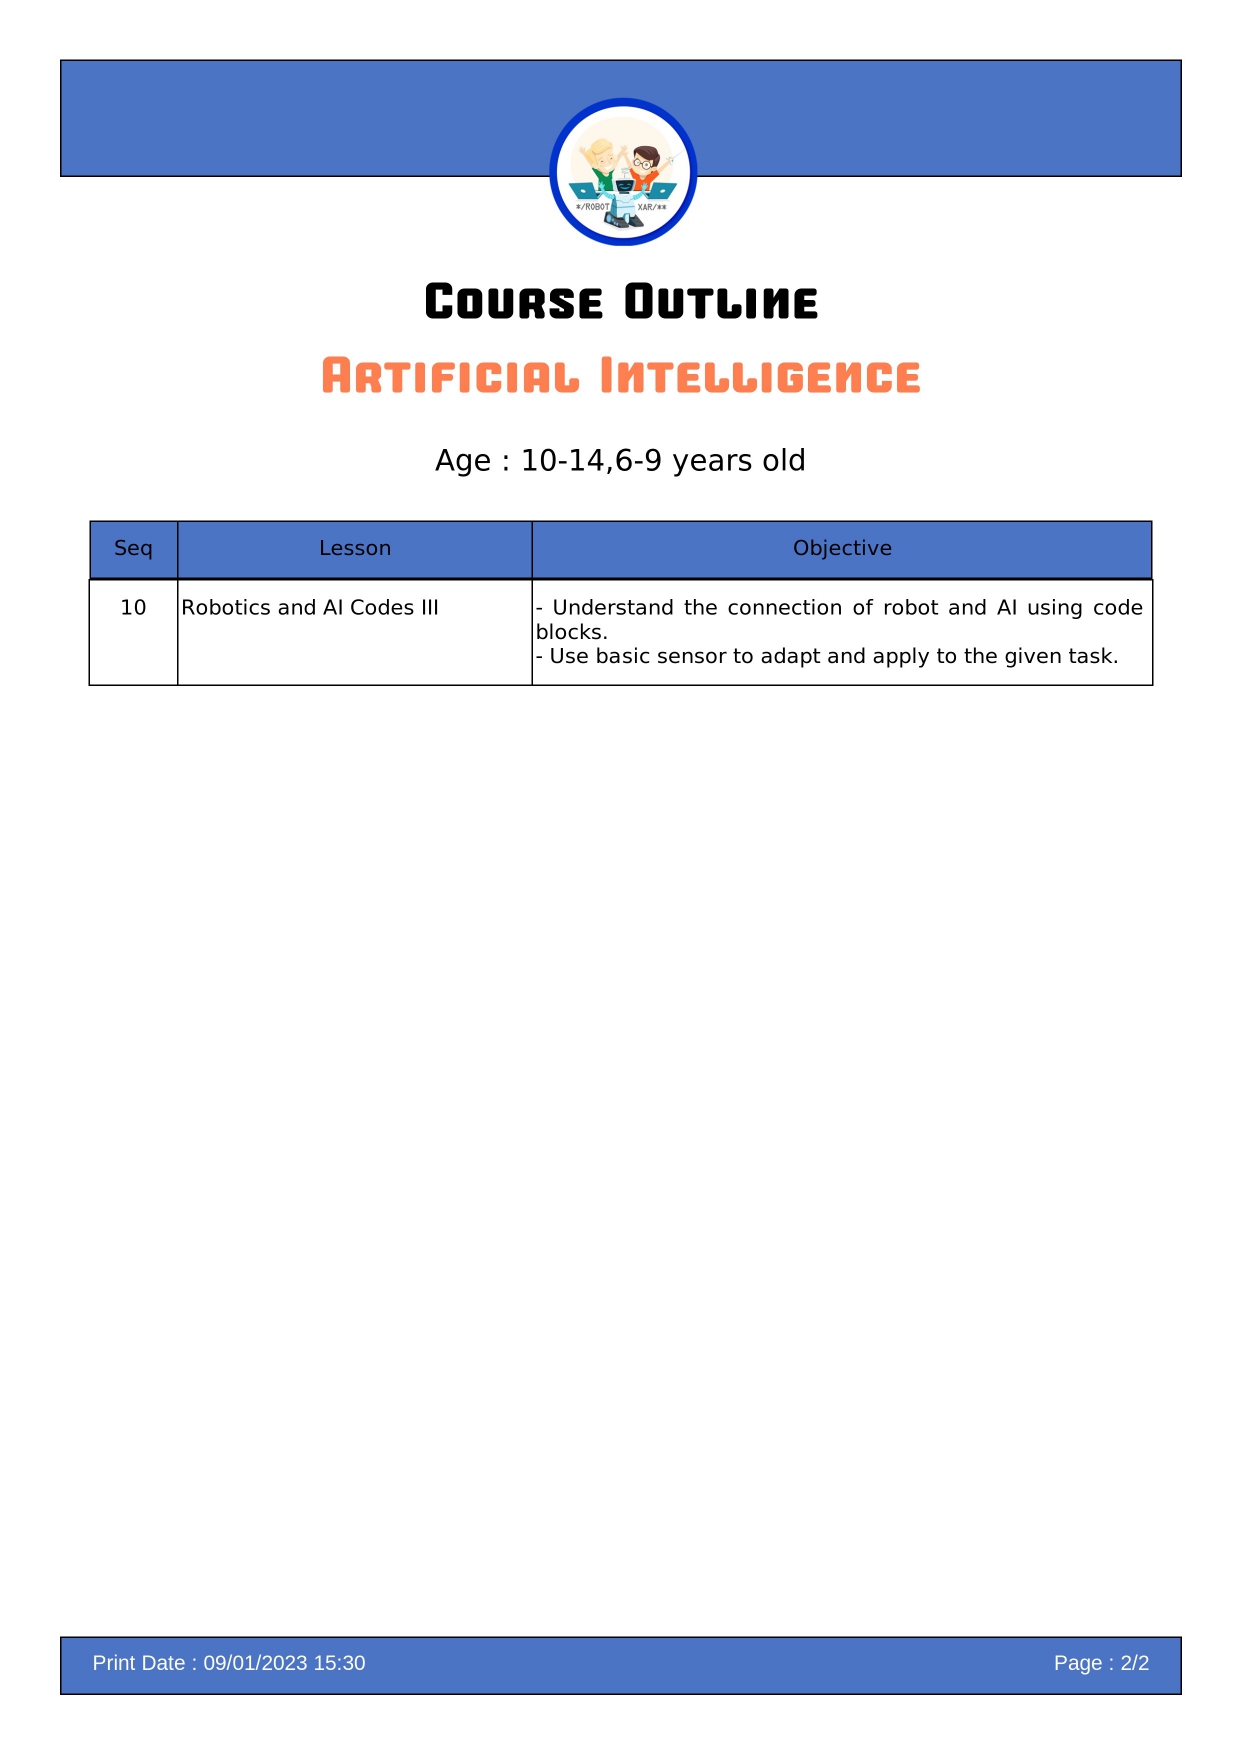 */ROBOT XAR/**
Course Outline
Artificial Intelligence
Age : 10-14,6-9 years old
Seq Lesson Objective
10 Robotics and AI Codes III - Understand the connection of robot and AI using code
blocks.
- Use basic sensor to adapt and apply to the given task.
Print Date : 09/01/2023 15:30 Page : 2/2